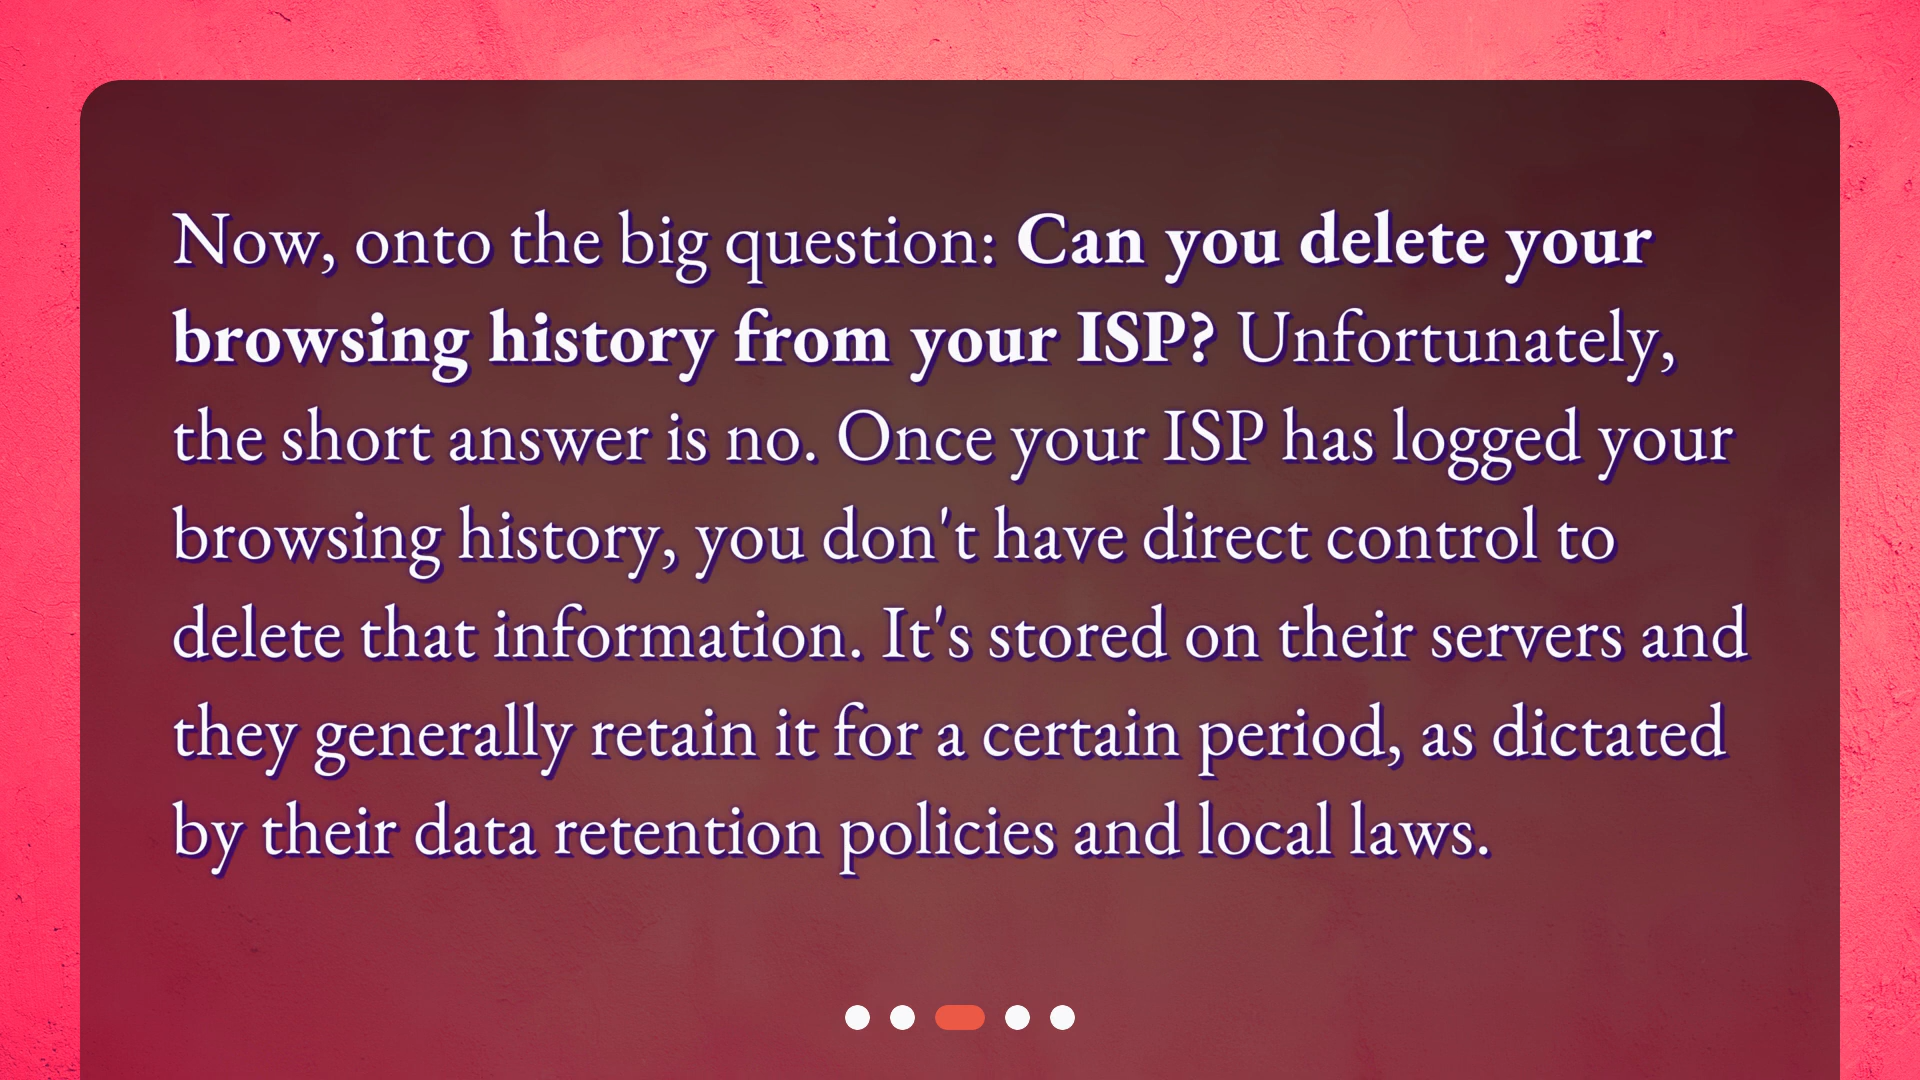 Now, onto the big question: Can you delete your
browsing history from your ISP? Unfortunately,
the short answer is no. Once your ISP has logged your
browsing history, you don't have direct control to
delete that information. It's stored on their servers and
they generally retain it for a certain period, as dictated
by their data retention policies and local laws.